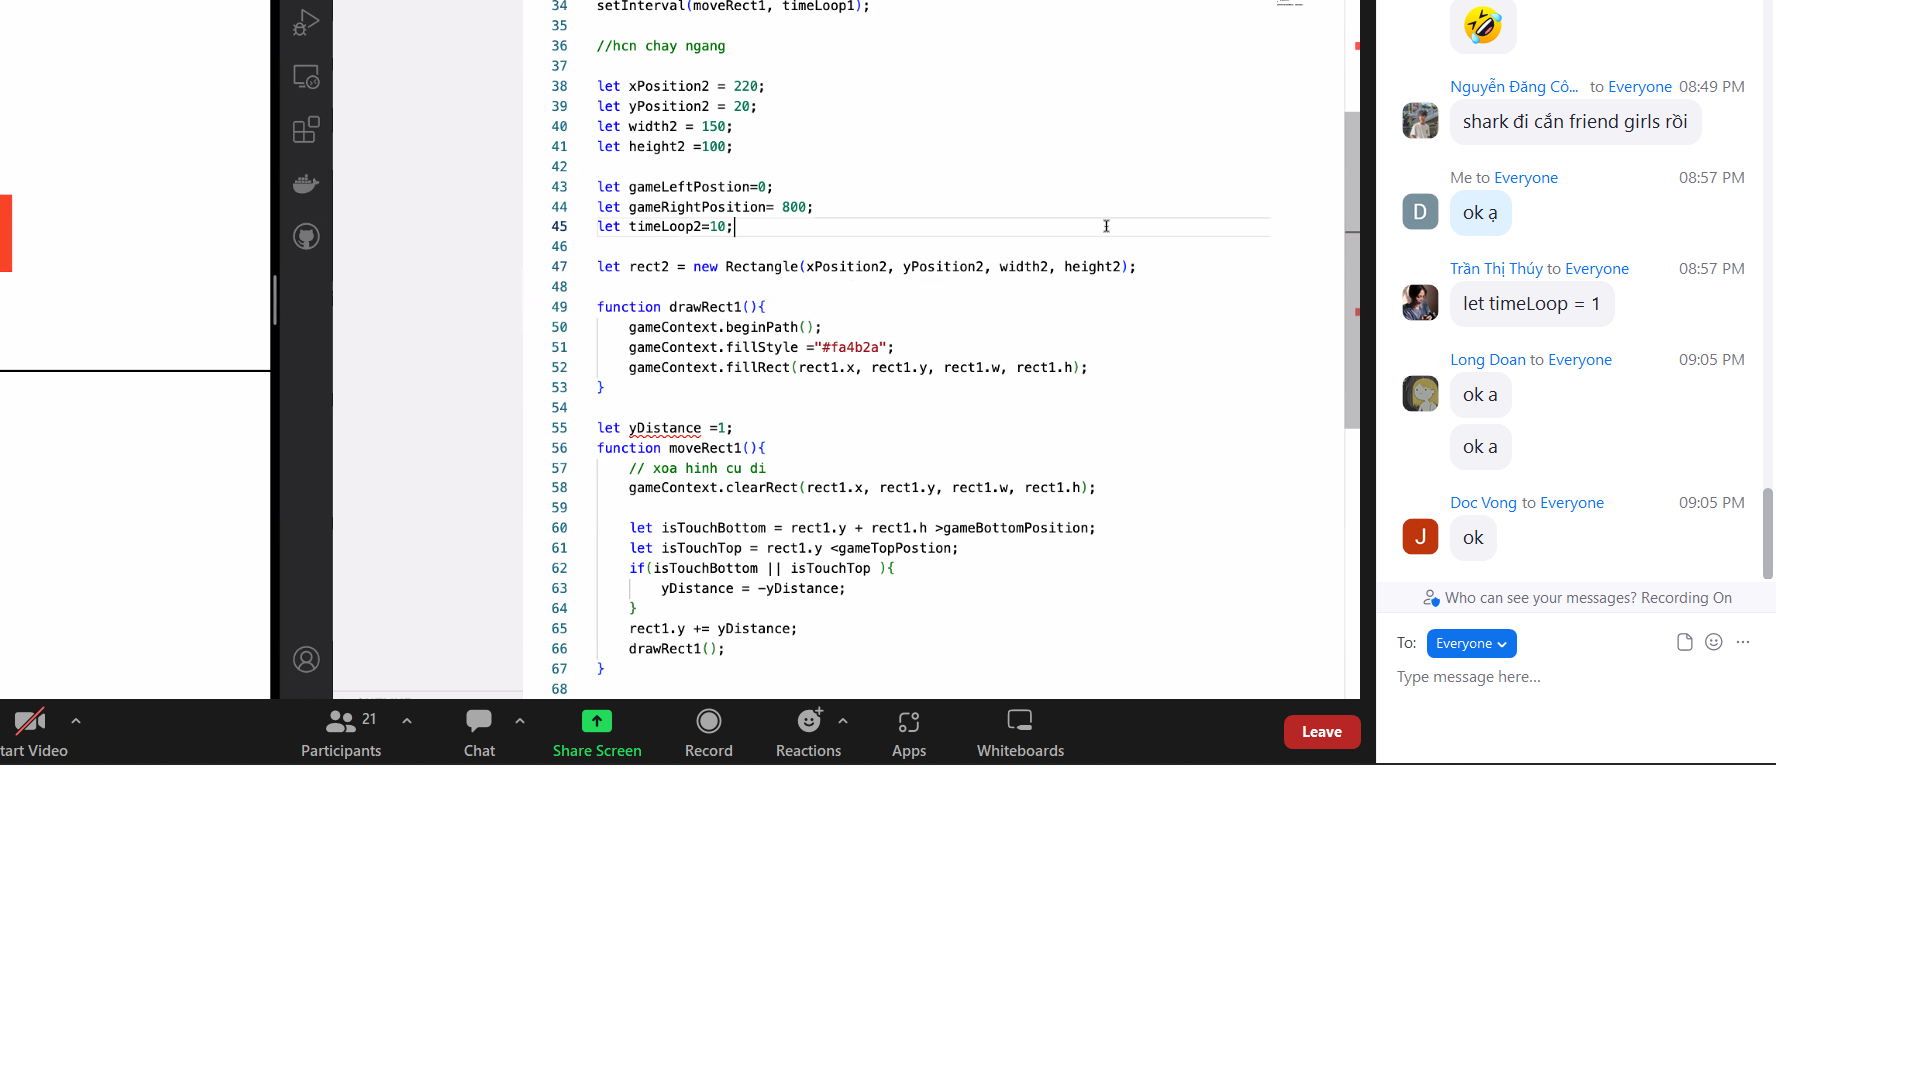 34 setInterval(moveRect1, timeLoop1);
35
36 //hcn chay ngang
37
38 let xPosition2 = 220;
39 let yPosition2 = 20;
40 let width2 = 150;
41 let height2 =100;
42
43 let gameLeftPostion=0;
44 let gameRightPosition= 800;
45 let timeLoop2=10;
46
47 let rect2 = new Rectangle(xPosition2, yPosition2, width2, height2);
48
49 function drawRect1(){
50 gameContext.beginPath();
51 gameContext.fillStyle ="#fa4b2a";
52 gameContext.fillRect(rect1.x, rect1.y, rect1.w, rect1.h);
53 }
54
55 let yDistance =1;
56 function moveRect1(){
57 // xoa hinh cu di
58 gameContext.clearRect(rect1.x, rect1.y, rect1.w, rect1.h);
59
60 let isTouchBottom = rect1.y + rect1.h >gameBottomPosition;
61 let isTouchTop = rect1.y <gameTopPostion;
62 if(isTouchBottom || isTouchTop ){
63 yDistance = -yDistance;
64 }
65 rect1.y += yDistance;
66 drawRect1();
67 }
68
Nguyễn Đăng Cô... to Everyone 08:49 PM
shark đi cắn friend girls rồi
Me to Everyone 08:57 PM
D
ok ạ
Trần Thị Thúy to Everyone 08:57 PM
let timeLoop = 1
Long Doan to Everyone 09:05 PM
ok a
ok a
Doc Vong to Everyone 09:05 PM
J
ok
Who can see your messages? Recording On
To: Everyone
Type message here...
tart Video
21
Participants
Chat
Share Screen
Record
Reactions
Apps
Whiteboards
Leave